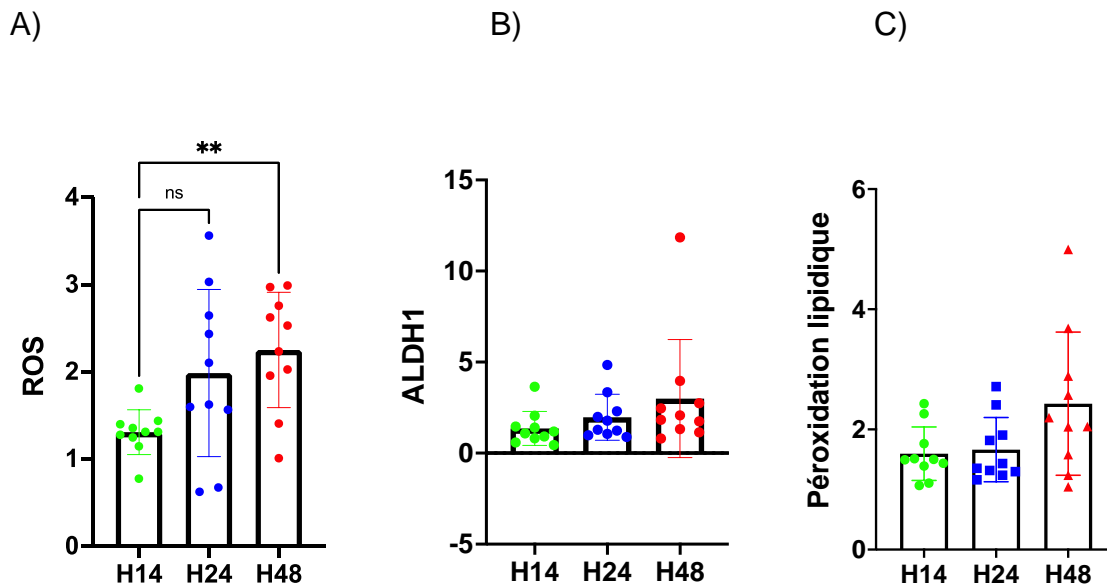 A)
B)
C)
**
ns
ROS
4
3
2
1
0
H14 H24 H48
ALDH1
15
10
5
0
-5
H14 H24 H48
Péroxidation lipidique
6
4
2
0
H14 H24 H48